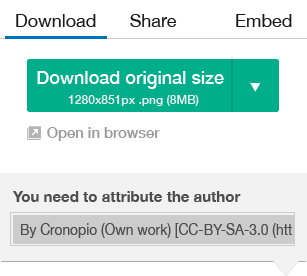 Download Share Embed
Download original size
1280x851px .png (8MB)
Open in browser
You need to attribute the author
By Cronopio (Own work) [CC-BY-SA-3.0 (htt